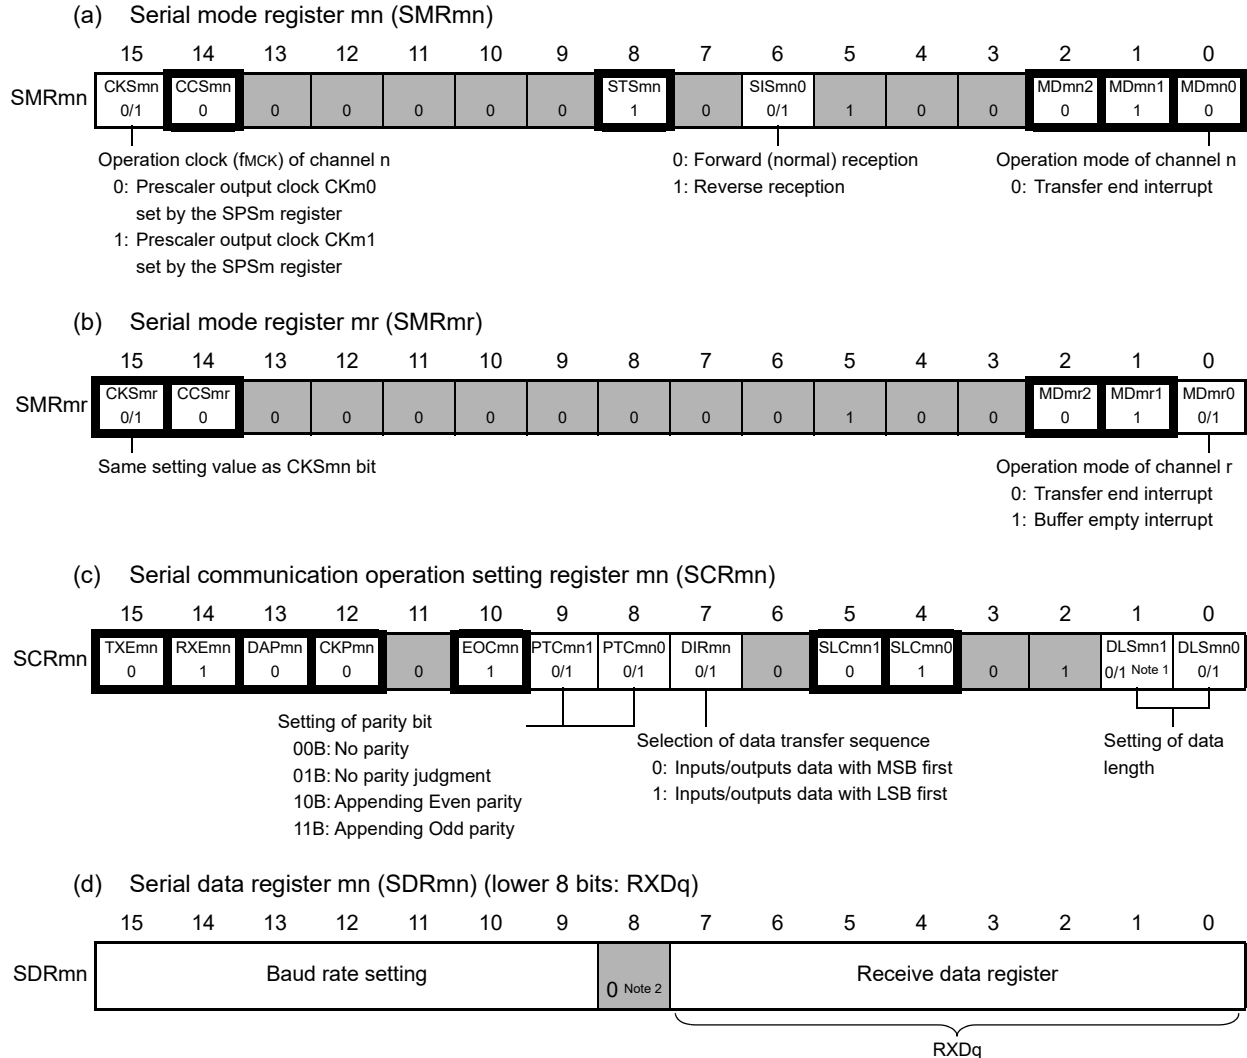 (a) Serial mode register mn (SMRmn)
15 14 13 12 11 10 9 8 7 6 5 4 3 2 1 0
SMRmn CKSmn CCSmn STSmn SISmn0 MDmn2 MDmn1 MDmn0
0/1 0 0 0 0 0 0 1 0 0/1 1 0 0 0 1 0
Operation clock (fMCK) of channel n
0: Prescaler output clock CKm0
set by the SPSm register
1: Prescaler output clock CKm1
set by the SPSm register
0: Forward (normal) reception
1: Reverse reception
Operation mode of channel n
0: Transfer end interrupt
(b) Serial mode register mr (SMRmr)
15 14 13 12 11 10 9 8 7 6 5 4 3 2 1 0
SMRmr CKSmr CCSmr MDmr2 MDmr1 MDmr0
0/1 0 0 0 0 0 0 0 0 0 1 0 0 0 1 0/1
Same setting value as CKSmn bit
Operation mode of channel r
0: Transfer end interrupt
1: Buffer empty interrupt
(c) Serial communication operation setting register mn (SCRmn)
15 14 13 12 11 10 9 8 7 6 5 4 3 2 1 0
SCRmn TXEmn RXEmn DAPmn CKPmn EOCmn PTCmn1 PTCmn0 DIRmn SLCmn1 SLCmn0 DLSmn1 DLSmn0
0 1 0 0 0 1 0/1 0/1 0/1 0 0 1 0 1 0/1 Note 1 0/1
Setting of parity bit
00B: No parity
01B: No parity judgment
10B: Appending Even parity
11B: Appending Odd parity
Selection of data transfer sequence
0: Inputs/outputs data with MSB first
1: Inputs/outputs data with LSB first
Setting of data
length
(d) Serial data register mn (SDRmn) (lower 8 bits: RXDq)
15 14 13 12 11 10 9 8 7 6 5 4 3 2 1 0
SDRmn Baud rate setting 0 Note 2 Receive data register
RXDq